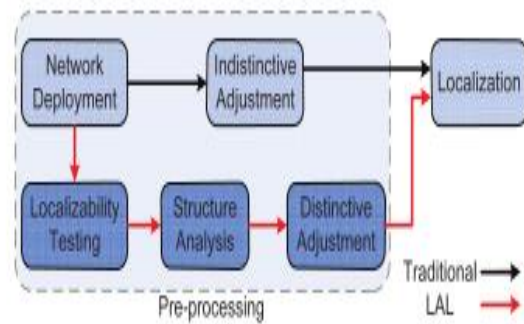 Network
Deployment
Indistinctive
Adjustment
Localization
Localizability
Testing
Structure
Analysis
Distinctive
Adjustment
Pre-processing
Traditional
LAL